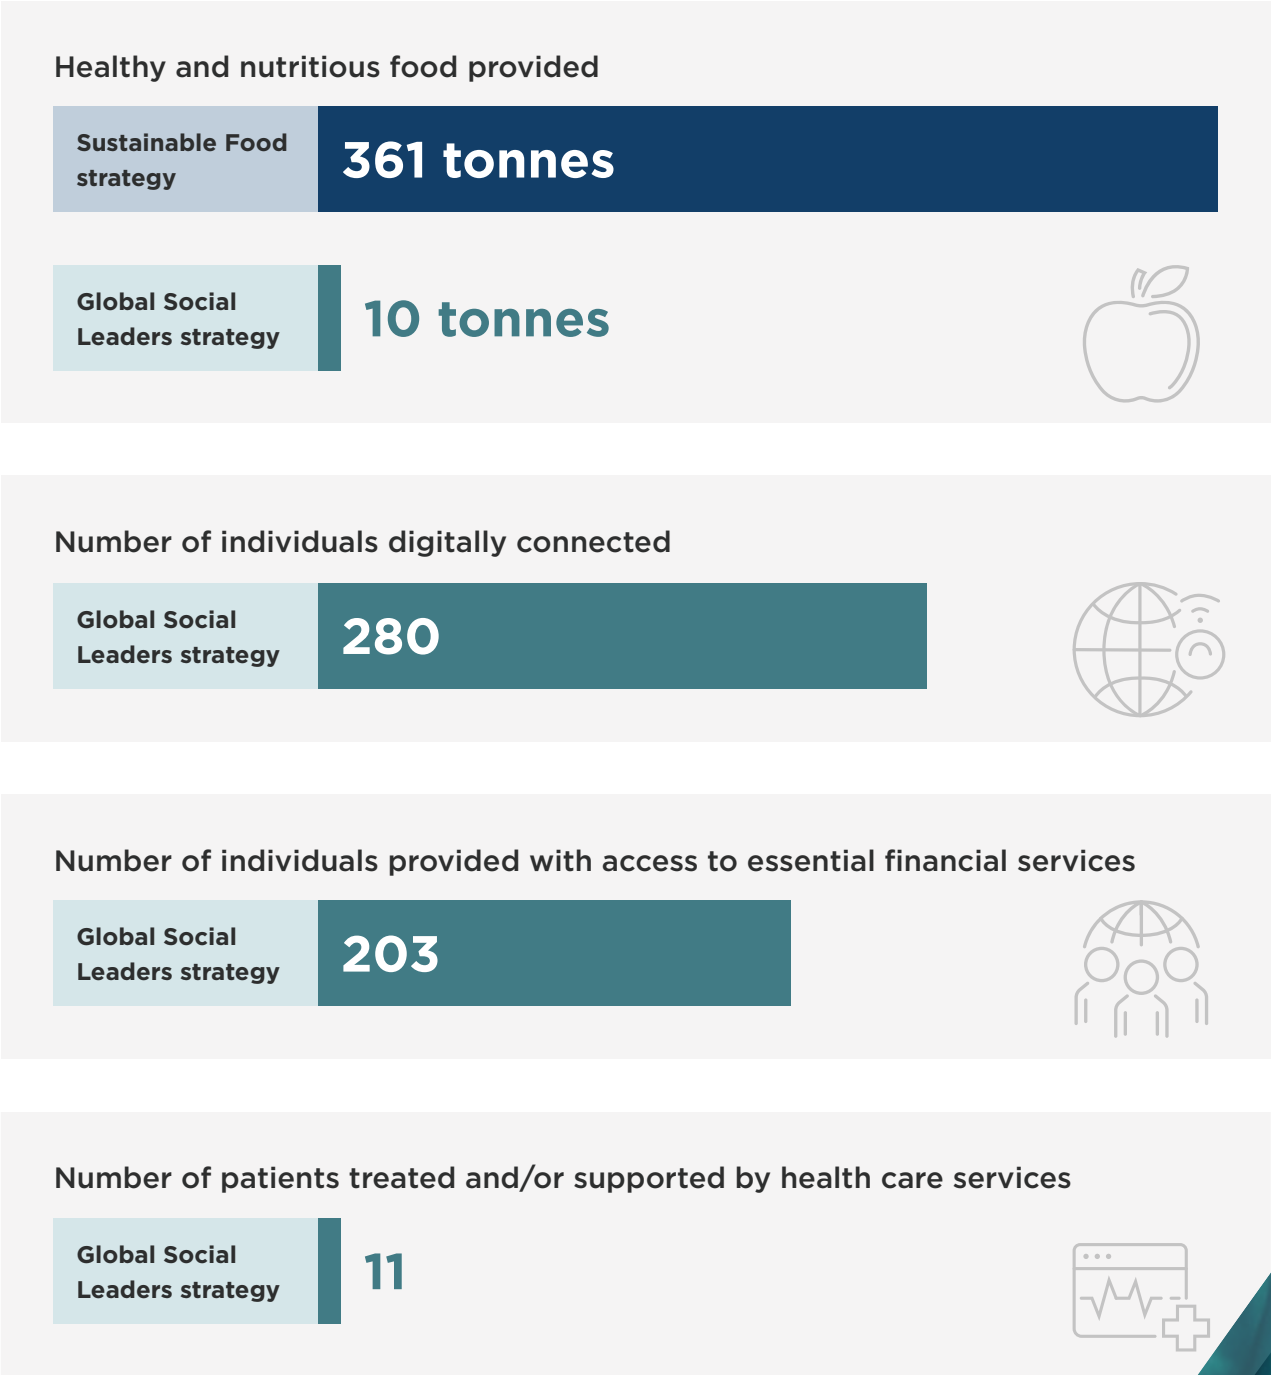 Healthy and nutritious food provided
Sustainable Food
strategy
361 tonnes
Global Social
Leaders strategy
10 tonnes
Number of individuals digitally connected
Global Social
Leaders strategy
280
Number of individuals provided with access to essential financial services
Global Social
Leaders strategy
203
Number of patients treated and/or supported by health care services
Global Social
Leaders strategy
11